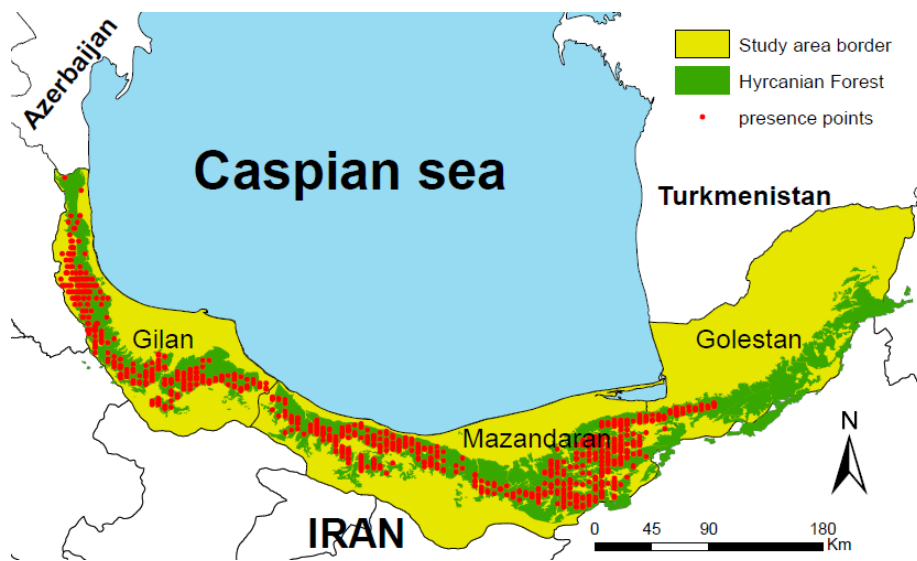 Azerbaijan
Study area border
Hyrcanian Forest
presence points
Caspian sea
Turkmenistan
Gilan
Golestan
Mazandaran
N
IRAN
0 45 90 180
Km